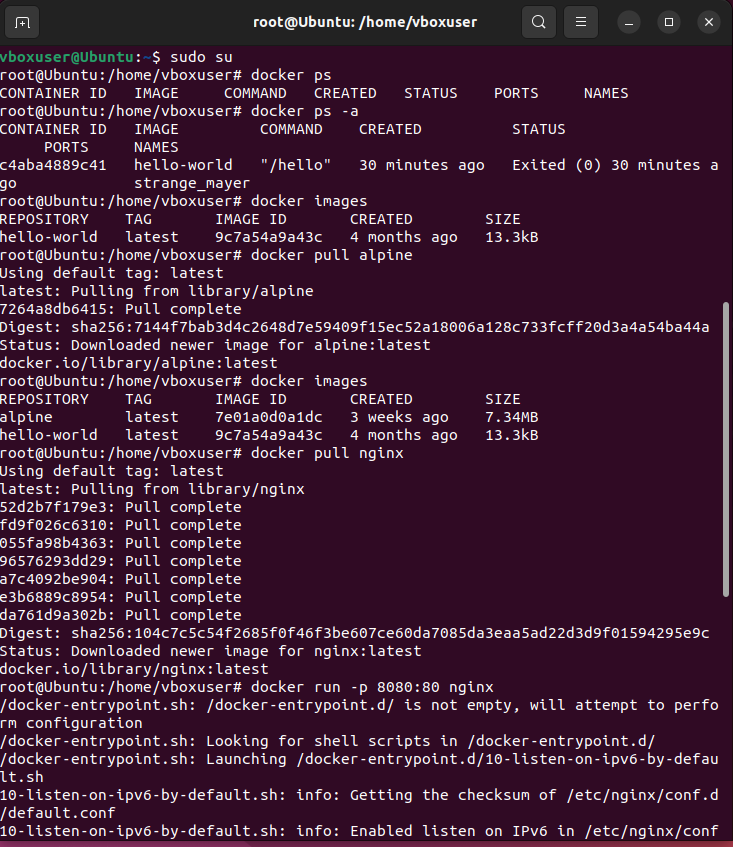 root@Ubuntu: /home/vboxuser
vboxuser@Ubuntu:~$ sudo su
root@Ubuntu:/home/vboxuser# docker ps
CONTAINER ID   IMAGE     COMMAND   CREATED   STATUS    PORTS     NAMES
root@Ubuntu:/home/vboxuser# docker ps -a
CONTAINER ID   IMAGE         COMMAND    CREATED          STATUS
     PORTS     NAMES
c4aba4889c41   hello-world   "/hello"   30 minutes ago   Exited (0) 30 minutes a
go             strange_mayer
root@Ubuntu:/home/vboxuser# docker images
REPOSITORY    TAG       IMAGE ID       CREATED        SIZE
hello-world   latest    9c7a54a9a43c   4 months ago   13.3kB
root@Ubuntu:/home/vboxuser# docker pull alpine
Using default tag: latest
latest: Pulling from library/alpine
7264a8db6415: Pull complete
Digest: sha256:7144f7bab3d4c2648d7e59409f15ec52a18006a128c733fcff20d3a4a54ba44a
Status: Downloaded newer image for alpine:latest
docker.io/library/alpine:latest
root@Ubuntu:/home/vboxuser# docker images
REPOSITORY    TAG       IMAGE ID       CREATED        SIZE
alpine        latest    7e01a0d0a1dc   3 weeks ago    7.34MB
hello-world   latest    9c7a54a9a43c   4 months ago   13.3kB
root@Ubuntu:/home/vboxuser# docker pull nginx
Using default tag: latest
latest: Pulling from library/nginx
52d2b7f179e3: Pull complete
fd9f026c6310: Pull complete
055fa98b4363: Pull complete
96576293dd29: Pull complete
a7c4092be904: Pull complete
e3b6889c8954: Pull complete
da761d9a302b: Pull complete
Digest: sha256:104c7c5c54f2685f0f46f3be607ce60da7085da3eaa5ad22d3d9f01594295e9c
Status: Downloaded newer image for nginx:latest
docker.io/library/nginx:latest
root@Ubuntu:/home/vboxuser# docker run -p 8080:80 nginx
/docker-entrypoint.sh: /docker-entrypoint.d/ is not empty, will attempt to perfo
rm configuration
/docker-entrypoint.sh: Looking for shell scripts in /docker-entrypoint.d/
/docker-entrypoint.sh: Launching /docker-entrypoint.d/10-listen-on-ipv6-by-defau
lt.sh
10-listen-on-ipv6-by-default.sh: info: Getting the checksum of /etc/nginx/conf.d
/default.conf
10-listen-on-ipv6-by-default.sh: info: Enabled listen on IPv6 in /etc/nginx/conf